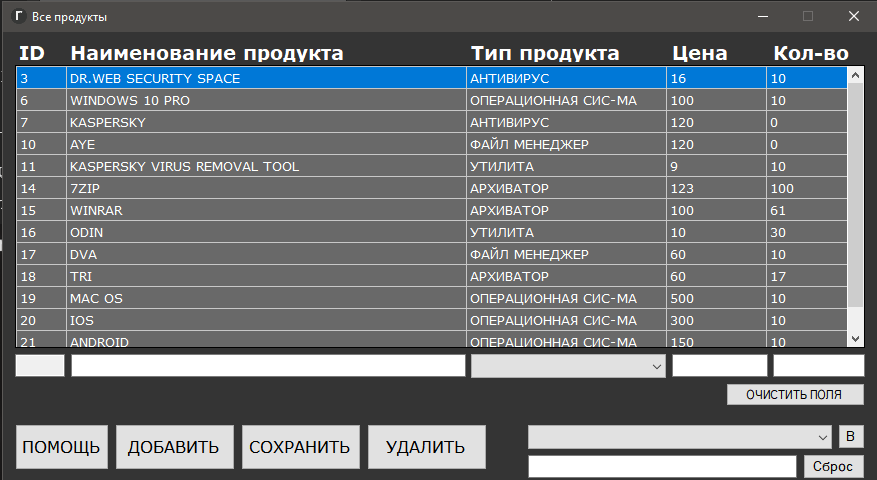 Все продукты
ID Наименование продукта Тип продукта Цена Кол-во
3 DR.WEB SECURITY SPACE АНТИВИРУС 16 10
6 WINDOWS 10 PRO ОПЕРАЦИОННАЯ СИС-МА 100 10
7 KASPERSKY АНТИВИРУС 120 0
10 AYE ФАЙЛ МЕНЕДЖЕР 120 0
11 KASPERSKY VIRUS REMOVAL TOOL УТИЛИТА 9 10
14 7ZIP АРХИВАТОР 123 100
15 WINRAR АРХИВАТОР 100 61
16 ODIN УТИЛИТА 10 30
17 DVA ФАЙЛ МЕНЕДЖЕР 60 10
18 TRI АРХИВАТОР 60 17
19 MAC OS ОПЕРАЦИОННАЯ СИС-МА 500 10
20 IOS ОПЕРАЦИОННАЯ СИС-МА 300 10
21 ANDROID ОПЕРАЦИОННАЯ СИС-МА 150 10
ОЧИСТИТЬ ПОЛЯ
ПОМОЩЬ ДОБАВИТЬ СОХРАНИТЬ УДАЛИТЬ В
Сброс